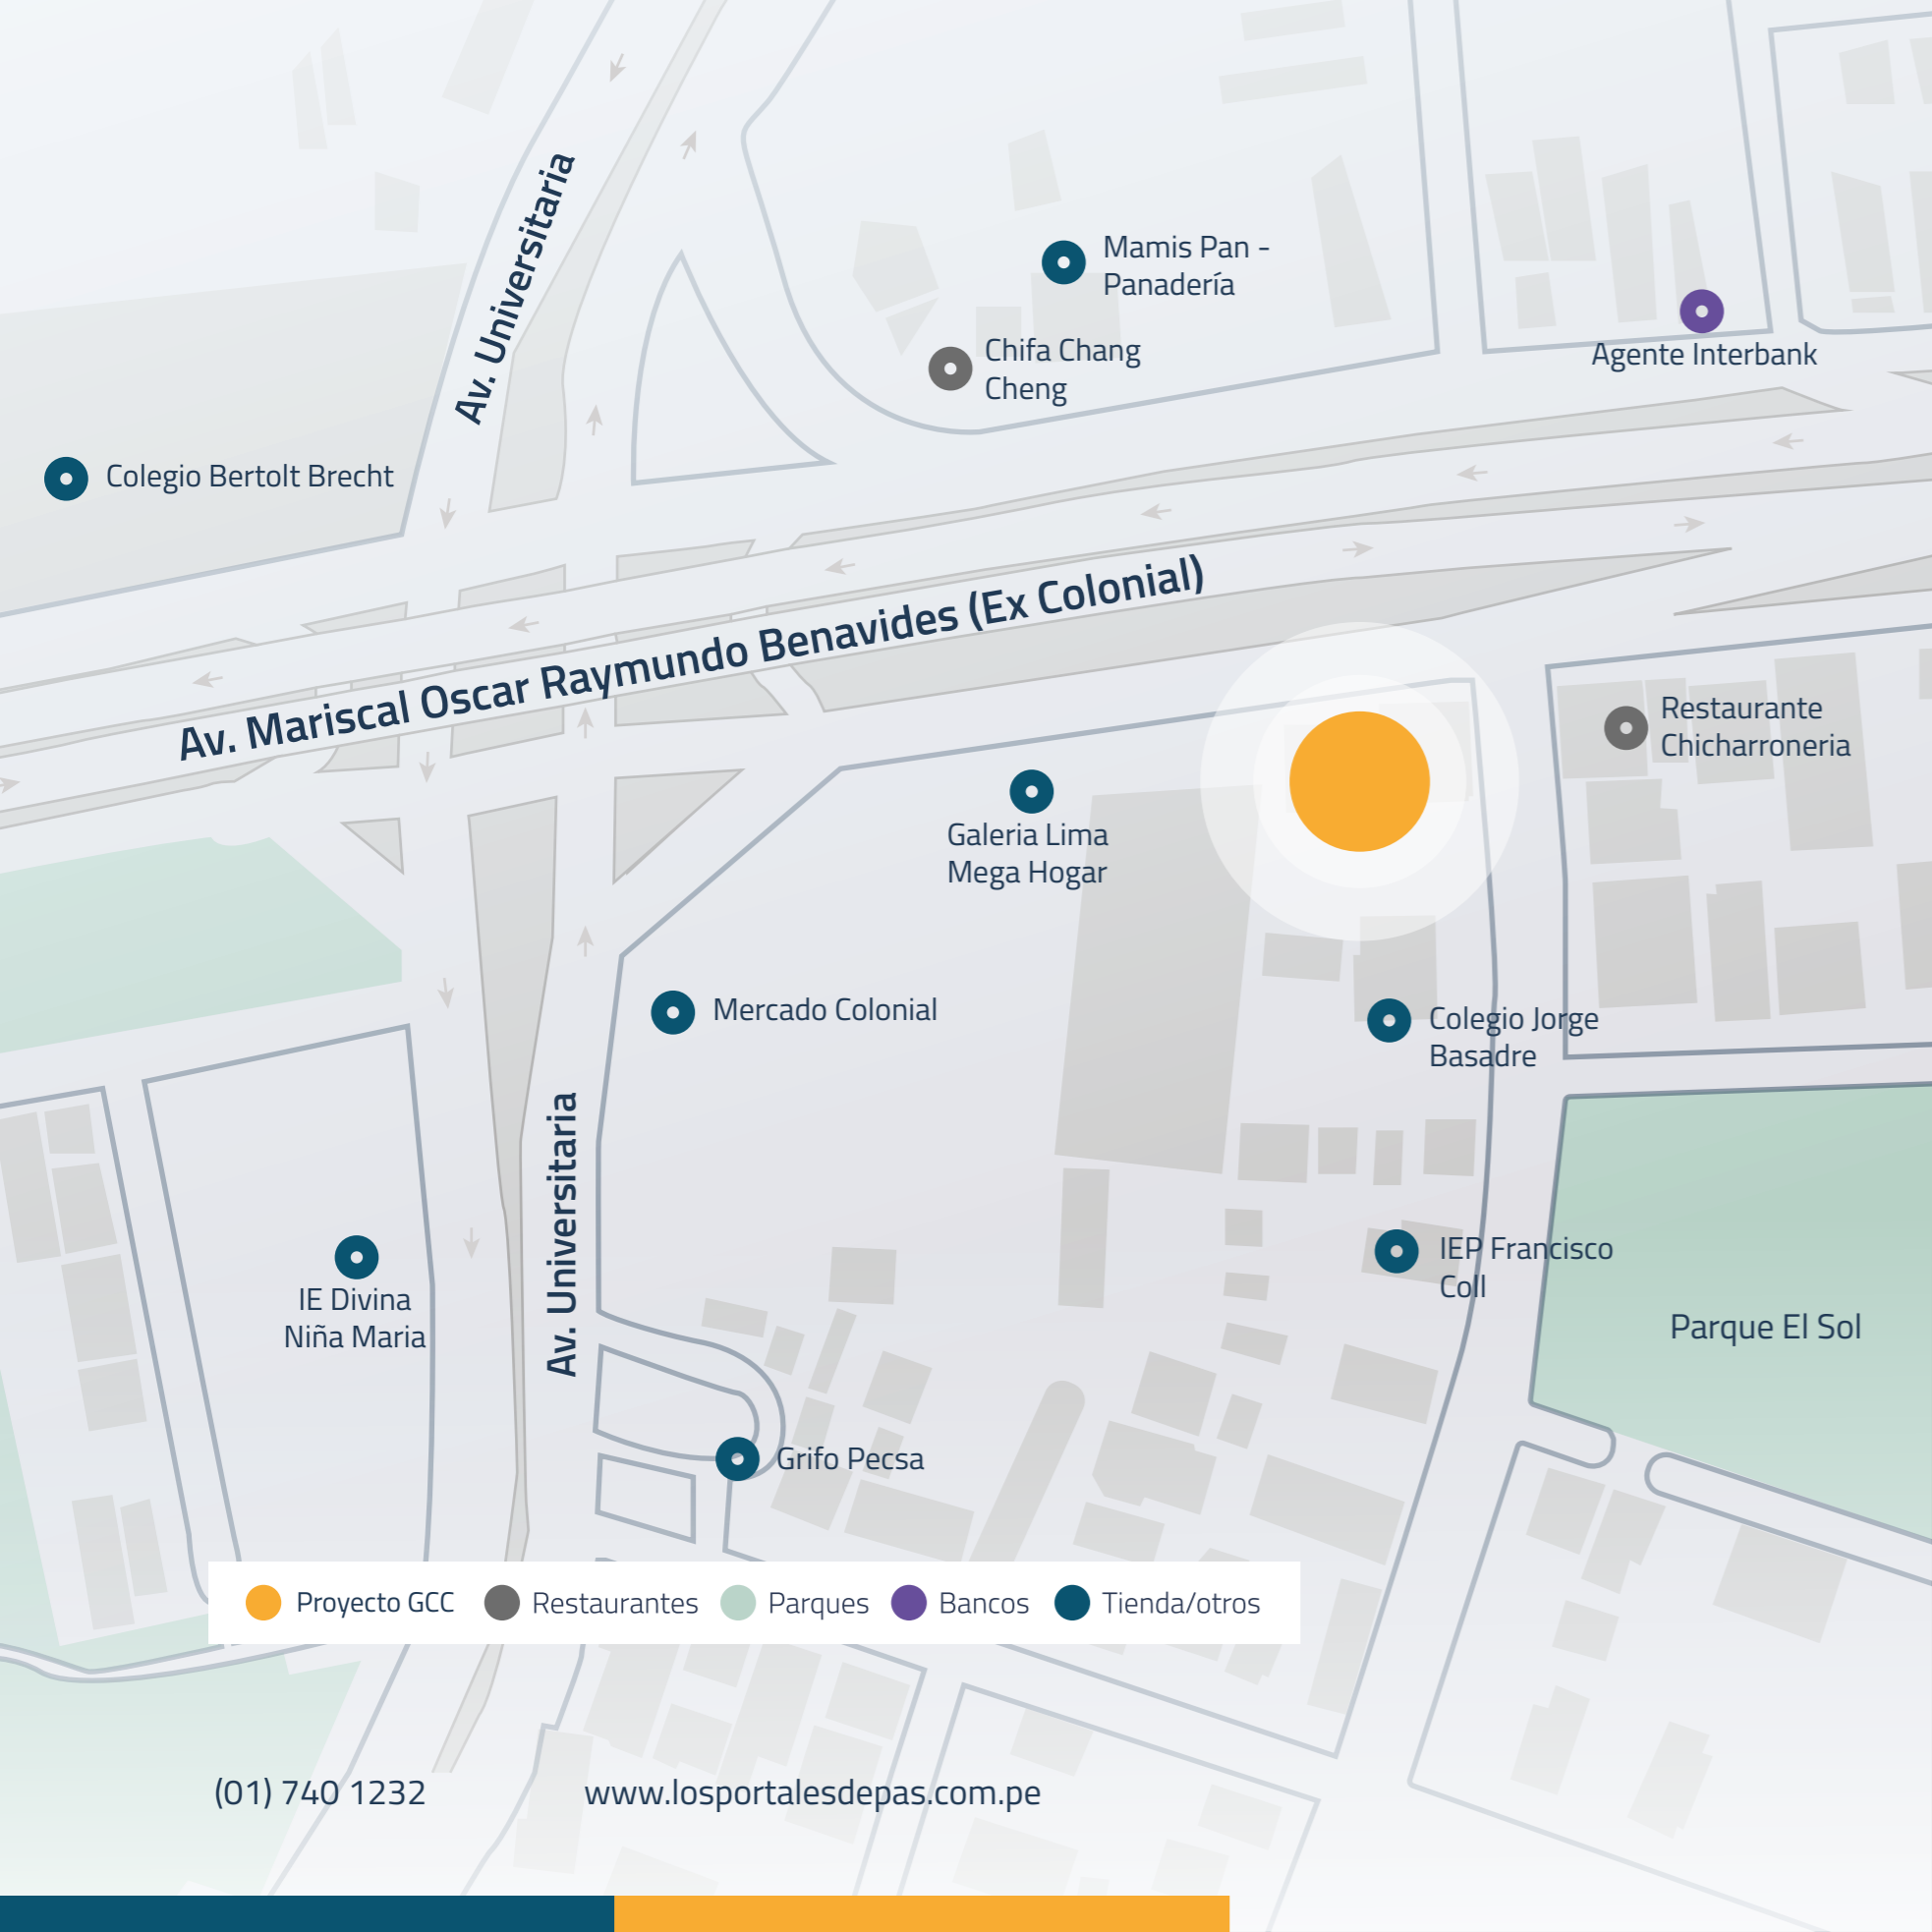 Av. Universitaria
Mamis Pan -
Panadería
Chifa Chang
Cheng
Agente Interbank
Colegio Bertolt Brecht
Av. Mariscal Oscar Raymundo Benavides (Ex Colonial)
Restaurante
Chicharroneria
Galeria Lima
Mega Hogar
Mercado Colonial
Colegio Jorge
Basadre
Av. Universitaria
IE Divina
Niña Maria
IEP Francisco
Coll
Parque El Sol
Grifo Pecsa
Proyecto GCC Restaurantes Parques Bancos Tienda/otros
(01) 740 1232 www.losportalesdepas.com.pe